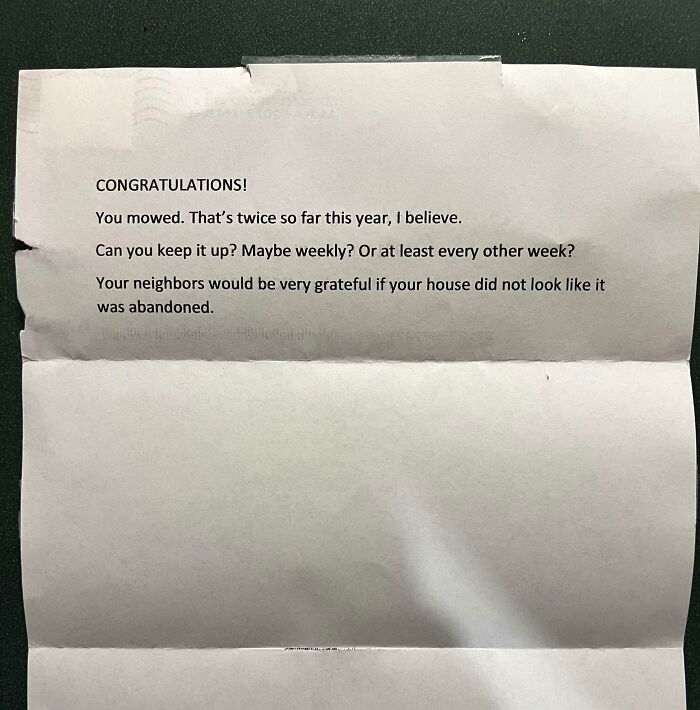 CONGRATULATIONS!
You mowed. That's twice so far this year, I believe.
Can you keep it up? Maybe weekly? Or at least every other week?
Your neighbors would be very grateful if your house did not look like it
was abandoned.